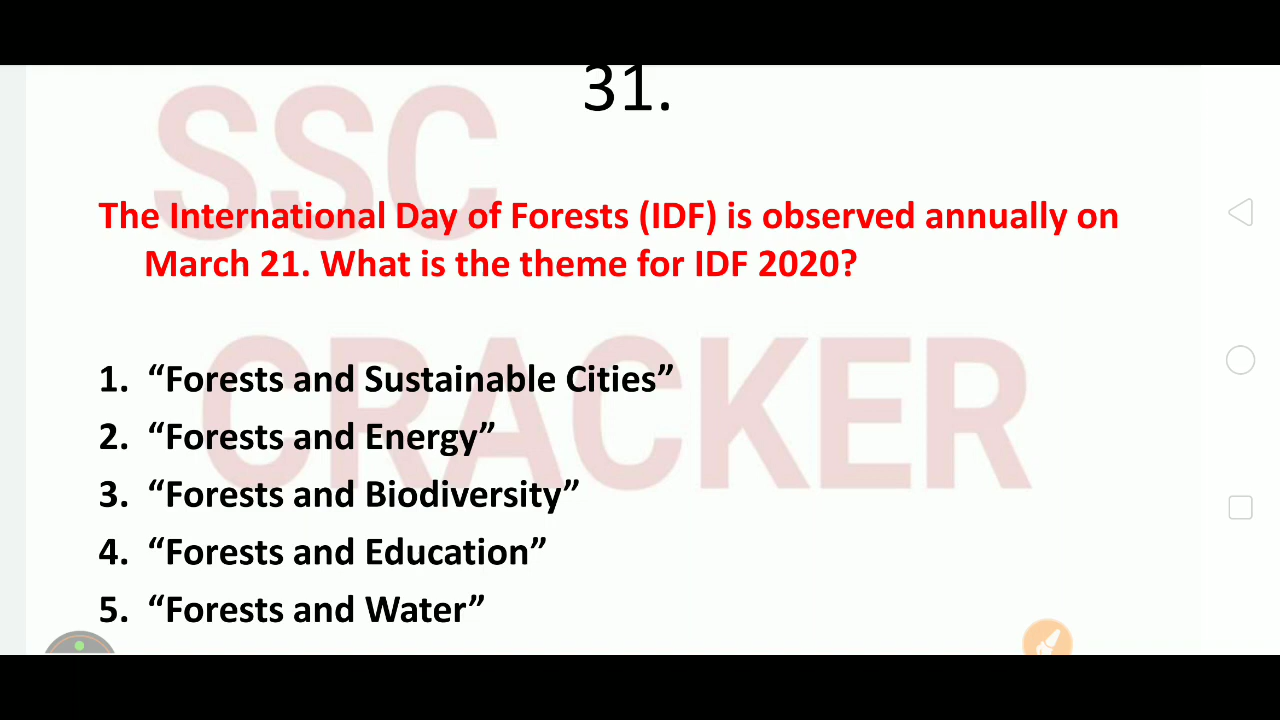 31.
SSC
The International Day of Forests (IDF) is observed annually on
March 21. What is the theme for IDF 2020?
CRACKER
1. “Forests and Sustainable Cities”
2. “Forests and Energy”
3. “Forests and Biodiversity”
4. “Forests and Education”
5. “Forests and Water”